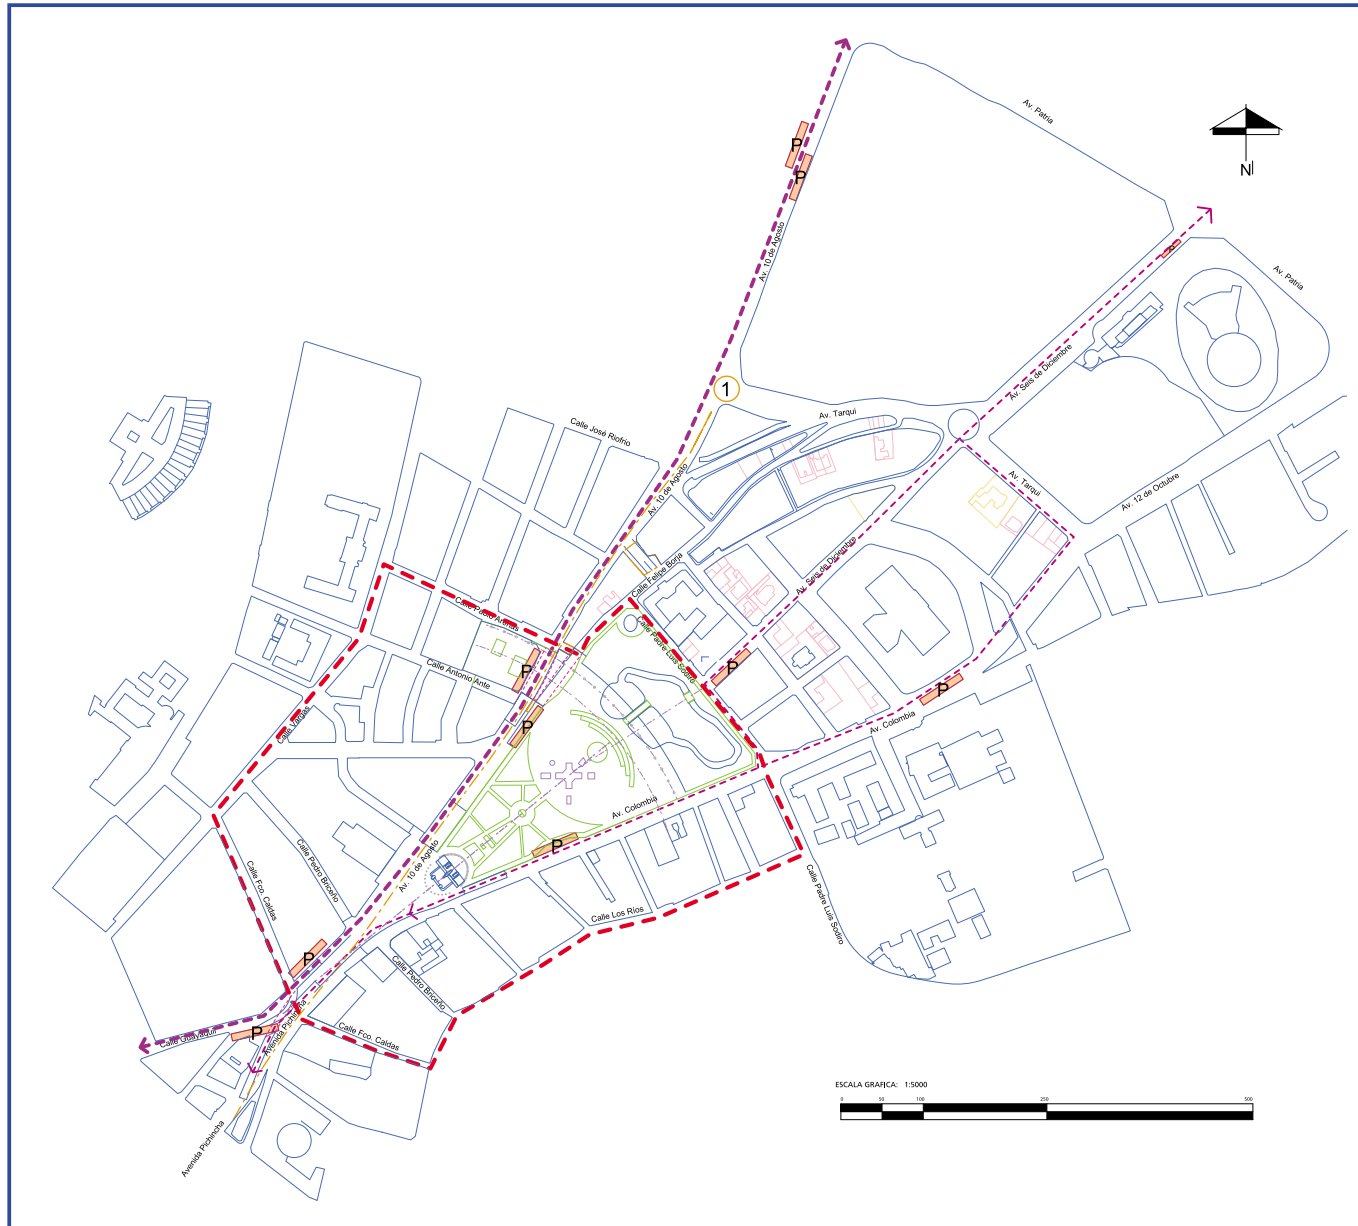 Av. Patria
P
P
N
Av. 10 de Agosto
Av. Patria
Av. Seis de Diciembre
1
Av. Tarqui
Calle José Riofrio
Av. 10 de Agosto
Av. Tarqui
Av. 12 de Octubre
Calle Felipe Borja
Av. Seis de Diciembre
Calle Padre Luis Sodiro
Calle Antonio Ante
P
P
P
P
Calle Vargas
Av. Colombia
Av. Colombia
P
Av. 10 de Agosto
Calle Pedro Briceño
Calle Fco. Caldas
Calle Padre Luis Sodiro
Calle Los Ríos
P
Calle Pedro Briceño
Avenida Pichincha
P
Calle Guayaquil
Calle Fco. Caldas
Avenida Pichincha
ESCALA GRAFICA: 1:5000
0 50 100 250 500